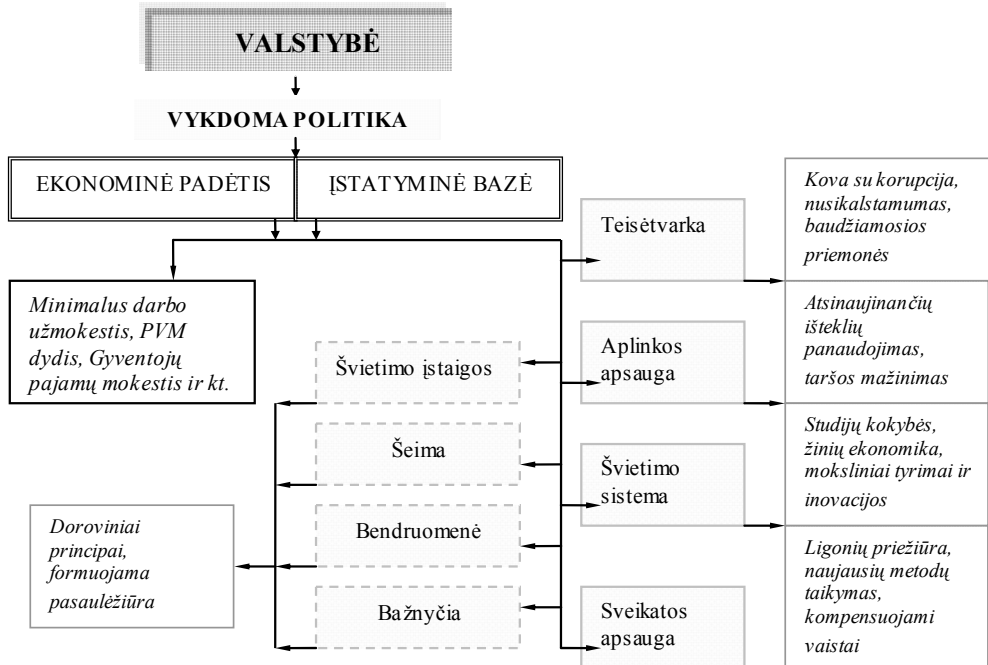 VALSTYBĖ
VYKDOMA POLITIKA
EKONOMINĖ PADĖTIS
ĮSTATYMINĖ BAZĖ
Minimalus darbo
užmokestis, PVM
dydis, Gyventojų
pajamų mokestis ir kt.
Švietimo įstaigos
Šeima
Bendruomenė
Bažnyčia
Doroviniai
principai,
formuojama
pasaulėžiūra
Teisėtvarka
Aplinkos
apsauga
Švietimo
sistema
Sveikatos
apsauga
Kova su korupcija,
nusikalstamumas,
baudžiamosios
priemonės
Atsinaujinančių
išteklių
panaudojimas,
taršos mažinimas
Studijų kokybės,
žinių ekonomika,
moksliniai tyrimai ir
inovacijos
Ligonių priežiūra,
naujausių metodų
taikymas,
kompensuojami
vaistai